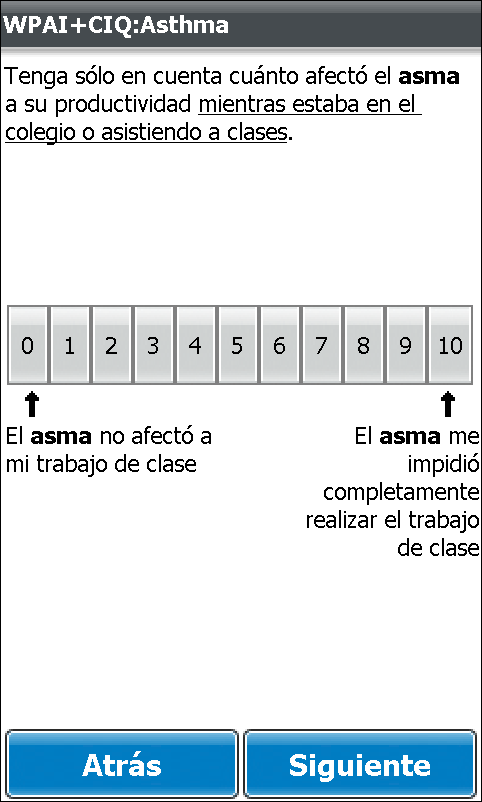 WPAI+CIQ:Asthma
Tenga sólo en cuenta cuánto afectó el asma
a su productividad mientras estaba en el
colegio o asistiendo a clases.
0 1 2 3 4 5 6 7 8 9 10
El asma no afectó a
mi trabajo de clase
El asma me
impidió
completamente
realizar el trabajo
de clase
Atrás
Siguiente